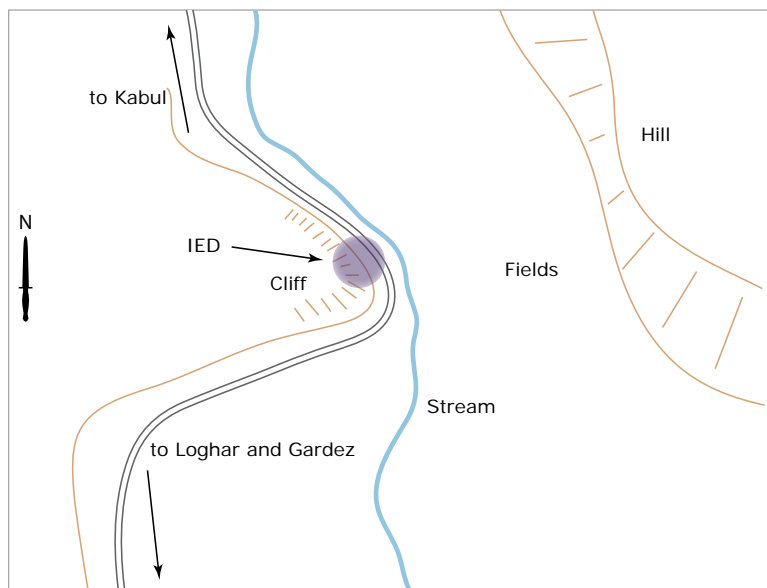 to Kabul
Hill
N
IED
Fields
Cliff
Stream
to Loghar and Gardez